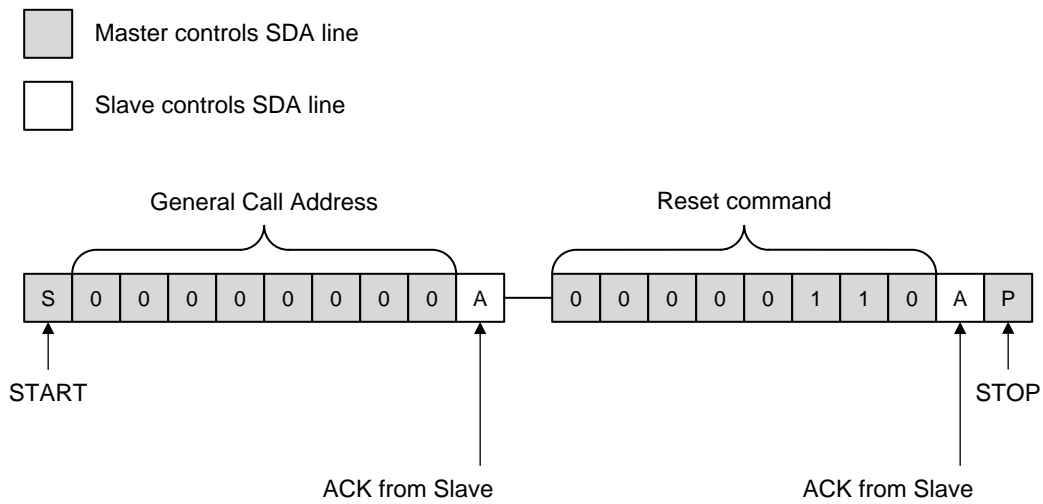 Master controls SDA line
Slave controls SDA line
General Call Address Reset command
S 0 0 0 0 0 0 0 0 A 0 0 0 0 0 1 1 0 A P
START STOP
ACK from Slave ACK from Slave